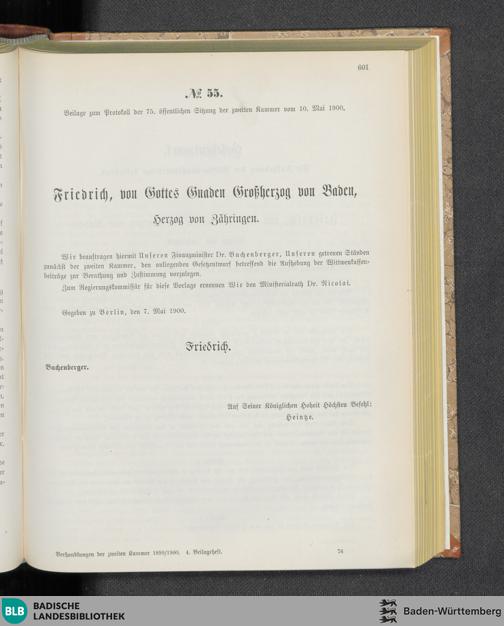 601
№ 55.
Beilage zum Protokoll der 75. öffentlichen Sitzung der zweiten Kammer vom 10. Mai 1900.
Friedrich, von Gottes Gnaden Großherzog von Baden,
Herzog von Zähringen.
Wir beauftragen hiermit Unseren Finanzminister Dr. Buchenberger, Unseren getreuen Ständen
zunächst der zweiten Kammer, den anliegenden Gesetzentwurf betreffend die Aufhebung der Wittwenkassen-
beiträge zur Berathung und Zustimmung vorzulegen.
Zum Regierungskommissär für diese Vorlage ernennen Wir den Ministerialrath Dr. Nicolai.
Gegeben zu Berlin, den 7. Mai 1900.
Friedrich.
Buchenberger.
Auf Seiner Königlichen Hoheit Höchsten Befehl:
Heintze.
Verhandlungen der zweiten Kammer 1899/1900. 4. Beilageheft.
74
BLB
BADISCHE
LANDESBIBLIOTHEK
Baden-Württemberg